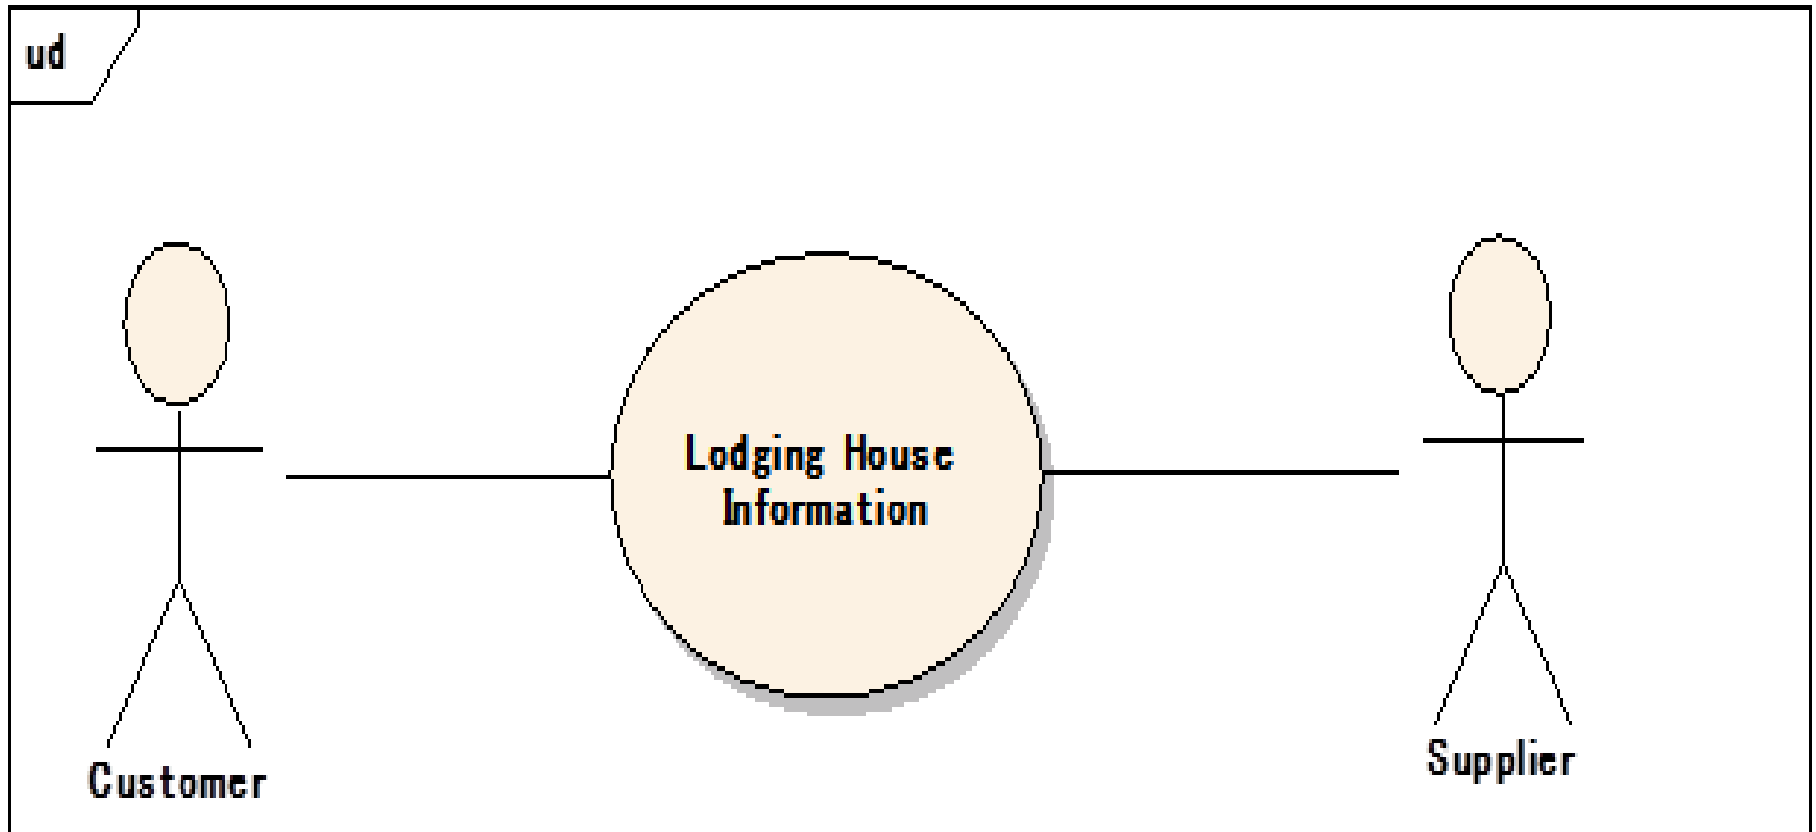 ud
Lodging House
Information
Customer
Supplier